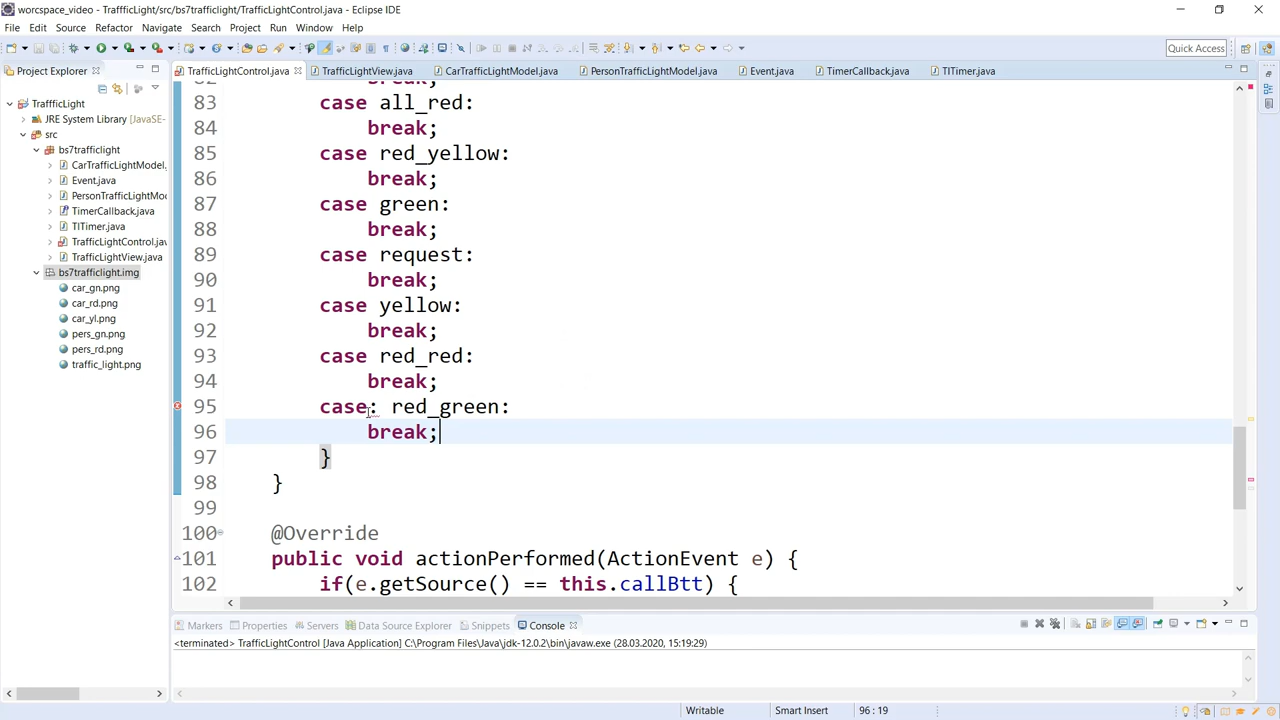 worcspace_video - TraffficLight/src/bs7trafficlight/TrafficLightControl.java - Eclipse IDE
File Edit Source Refactor Navigate Search Project Run Window Help
Quick Access
Project Explorer
TrafficLightControl.java TrafficLightView.java CarTrafficLightModel.java PersonTrafficLightModel.java Event.java TimerCallback.java TITimer.java
TraffficLight
JRE System Library [JavaSE-
src
bs7trafficlight
CarTrafficLightModel.
Event.java
PersonTrafficLightMo
TimerCallback.java
TITimer.java
TrafficLightControl.jav
TrafficLightView.java
bs7trafficlight.img
car_gn.png
car_rd.png
car_yl.png
pers_gn.png
pers_rd.png
traffic_light.png
82 break;
83 case all_red:
84 break;
85 case red_yellow:
86 break;
87 case green:
88 break;
89 case request:
90 break;
91 case yellow:
92 break;
93 case red_red:
94 break;
95 case: red_green:
96 break;
97 }
98 }
99
100 @Override
101 public void actionPerformed(ActionEvent e) {
102 if(e.getSource() == this.callBtt) {
Markers Properties Servers Data Source Explorer Snippets Console
<terminated> TrafficLightControl [Java Application] C:\Program Files\Java\jdk-12.0.2\bin\javaw.exe (28.03.2020, 15:19:29)
Writable Smart Insert 96 : 19